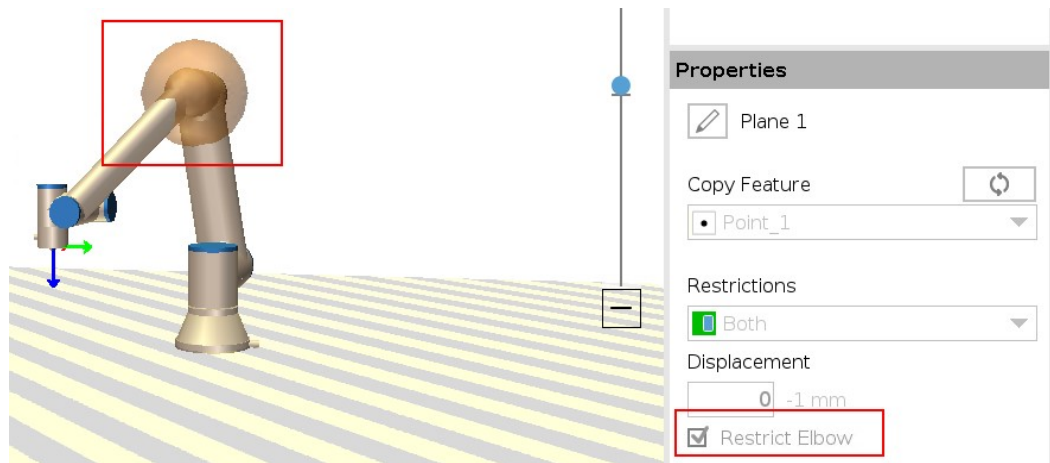 Properties
Plane 1
Copy Feature
Point_1
Restrictions
Both
Displacement
0 -1 mm
Restrict Elbow